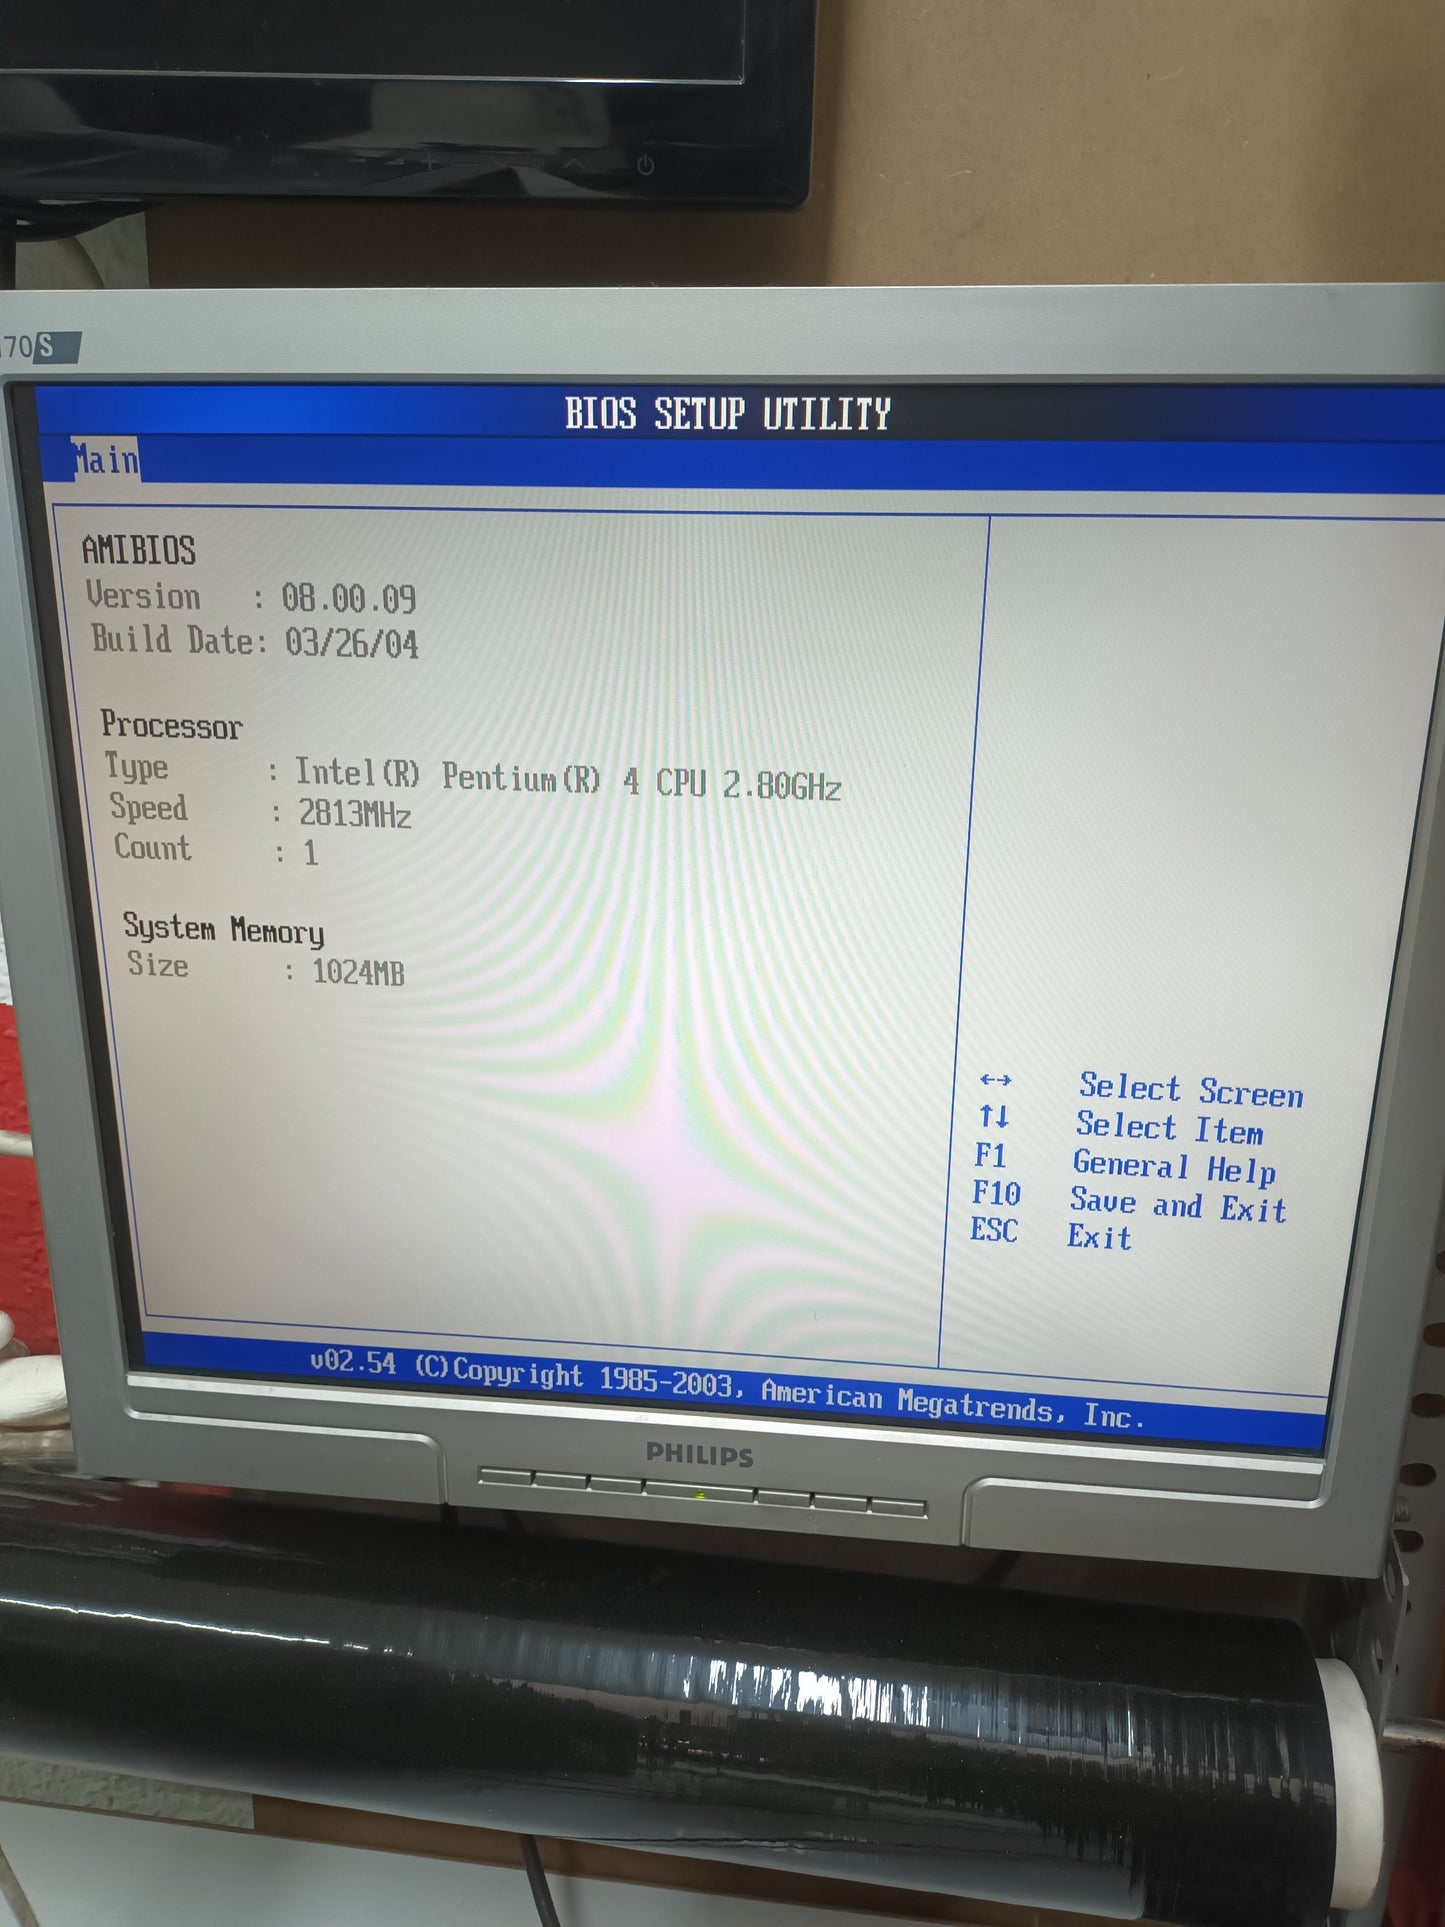 70S
BIOS SETUP UTILITY
Main
AMIBIOS
Version : 08.00.09
Build Date: 03/26/04
Processor
Type : Intel(R) Pentium(R) 4 CPU 2.80GHz
Speed : 2813MHz
Count : 1
System Memory
Size : 1024MB
←→ Select Screen
↑↓ Select Item
F1 General Help
F10 Save and Exit
ESC Exit
v02.54 (C)Copyright 1985-2003, American Megatrends, Inc.
PHILIPS